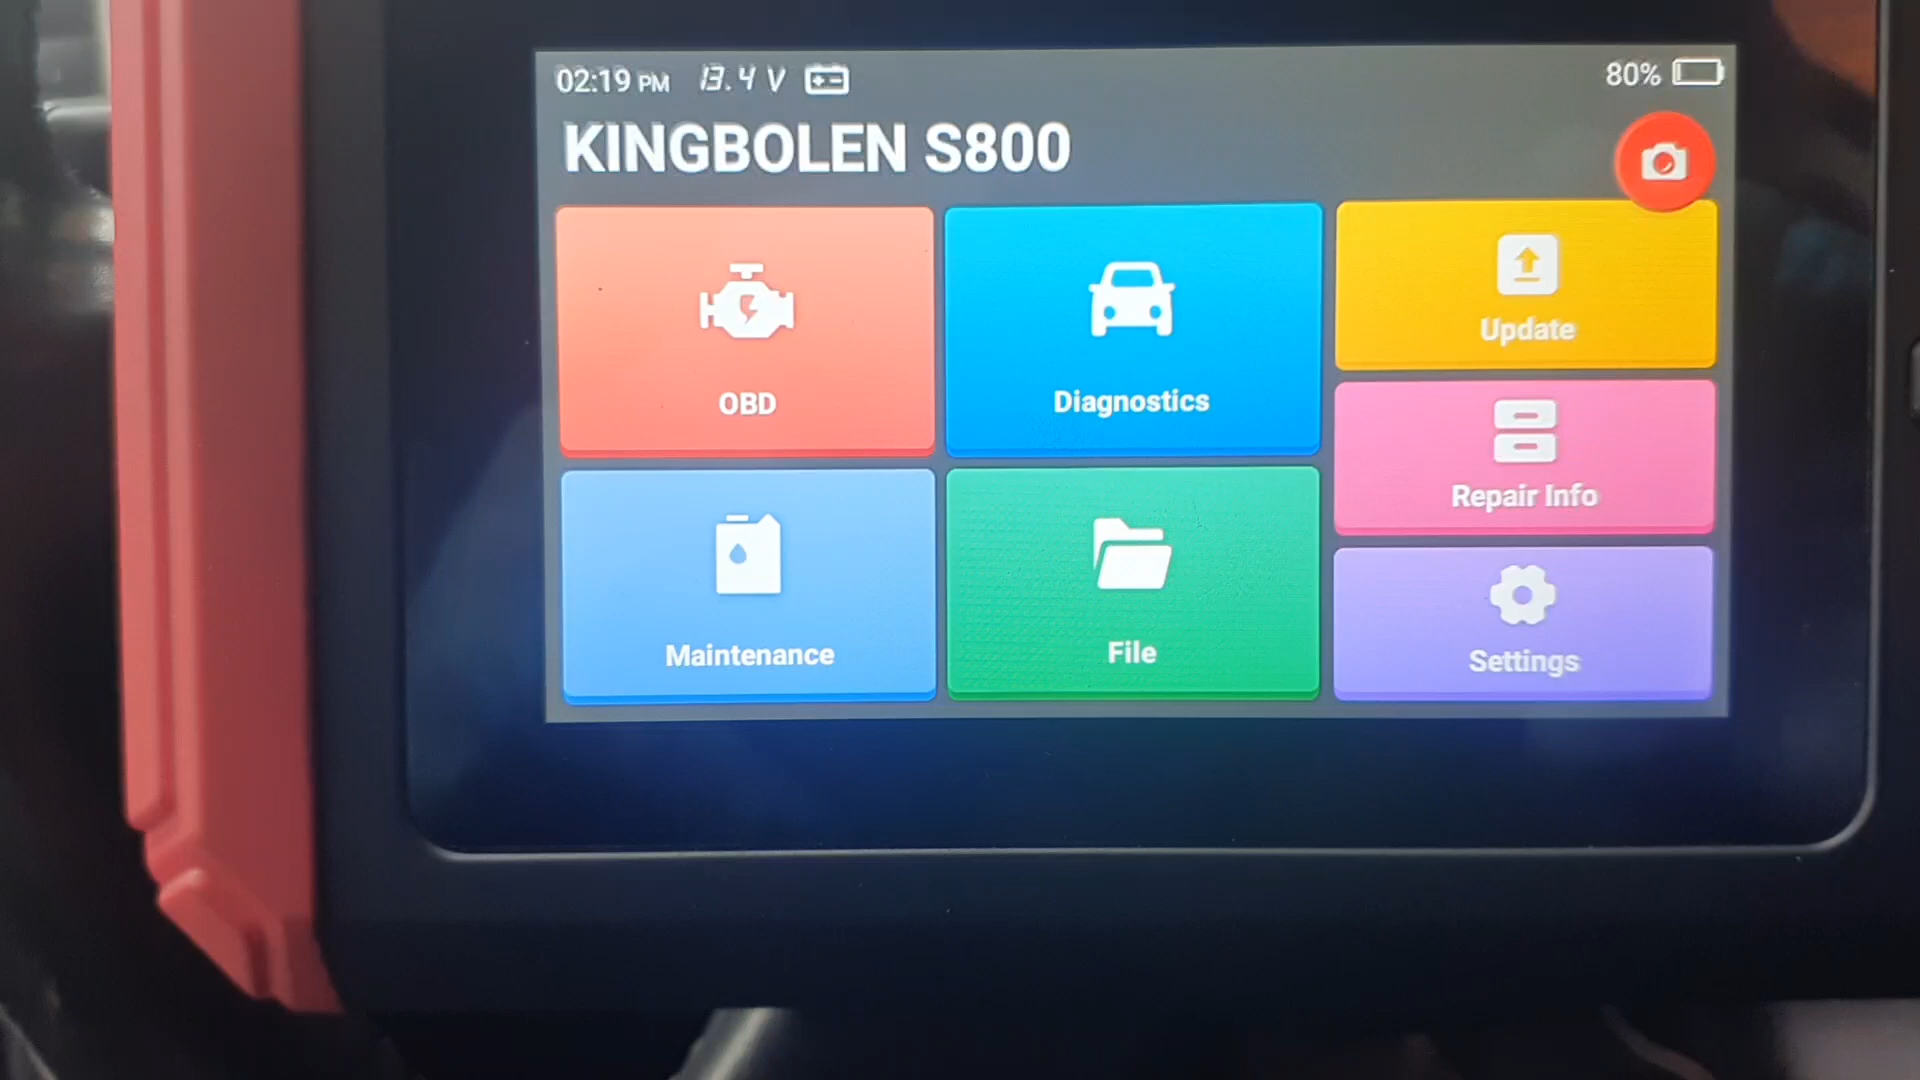 02:19 PM 13.4 V 80%
KINGBOLEN S800
OBD
Diagnostics
Update
Repair Info
Maintenance
File
Settings